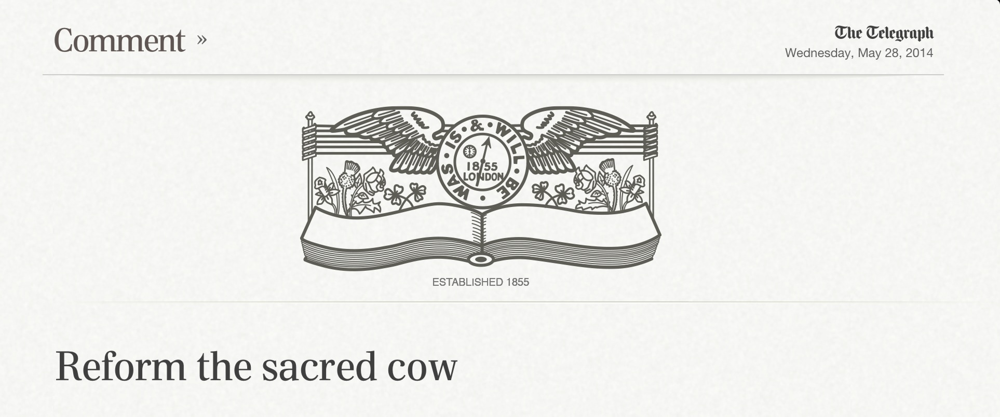 Comment »
The Telegraph
Wednesday, May 28, 2014
WAS • IS • & • WILL • BE •
1855
LONDON
ESTABLISHED 1855
Reform the sacred cow